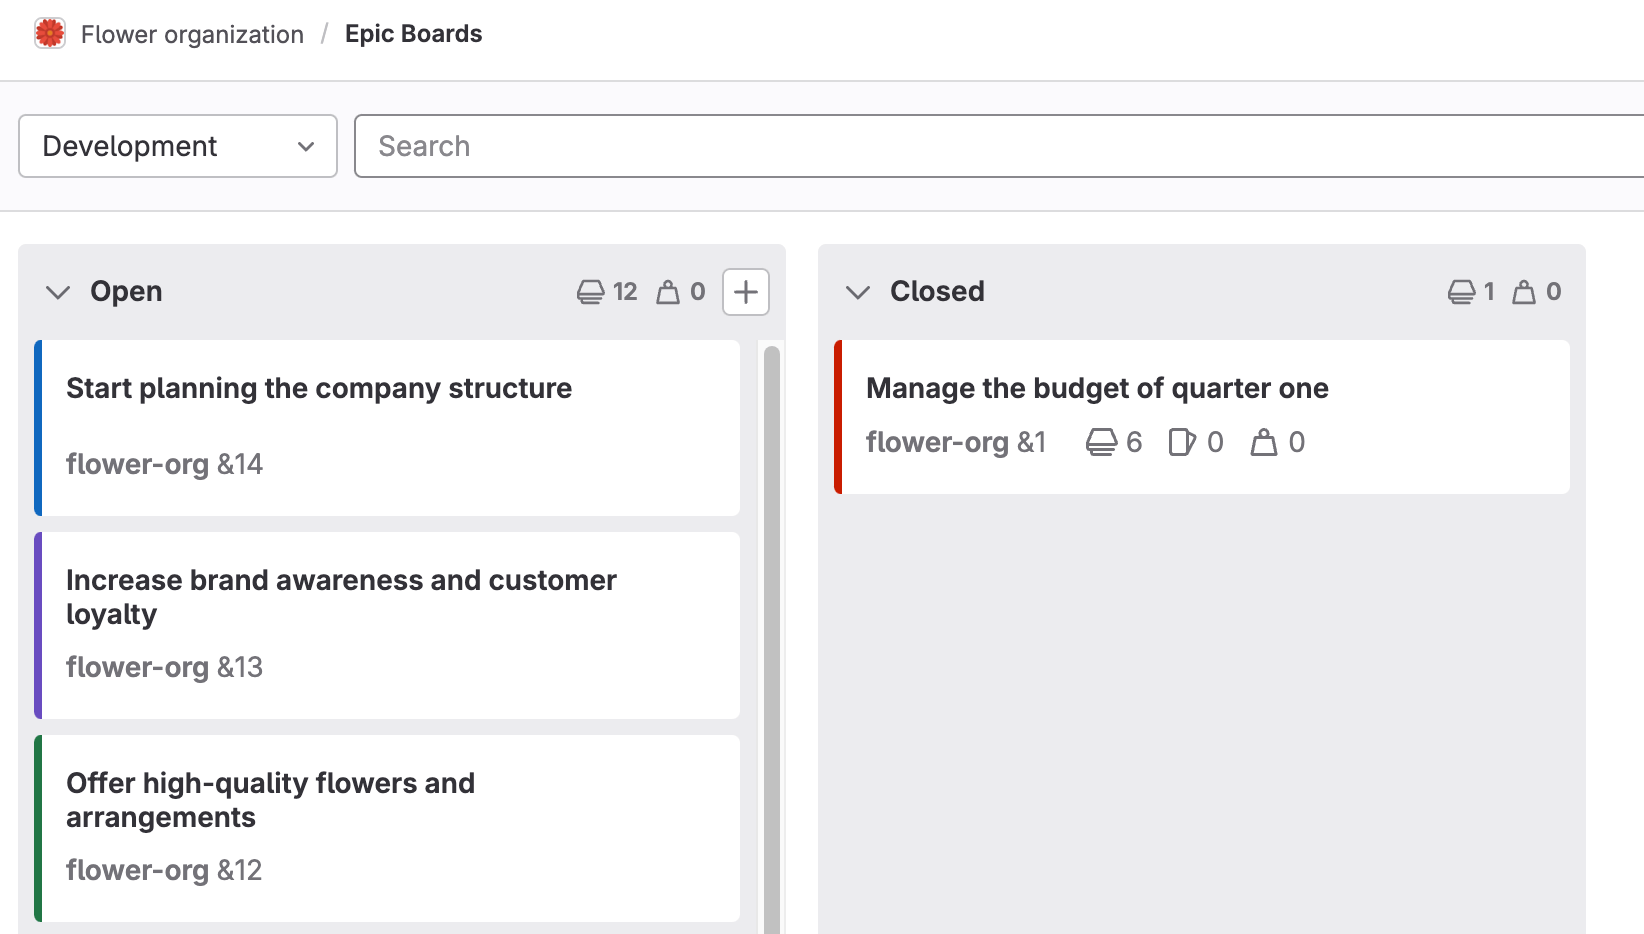 Flower organization / Epic Boards
Development
Search
Open 12 0
Start planning the company structure
flower-org &14
Increase brand awareness and customer
loyalty
flower-org &13
Offer high-quality flowers and
arrangements
flower-org &12
Closed 1 0
Manage the budget of quarter one
flower-org &1 6 0 0